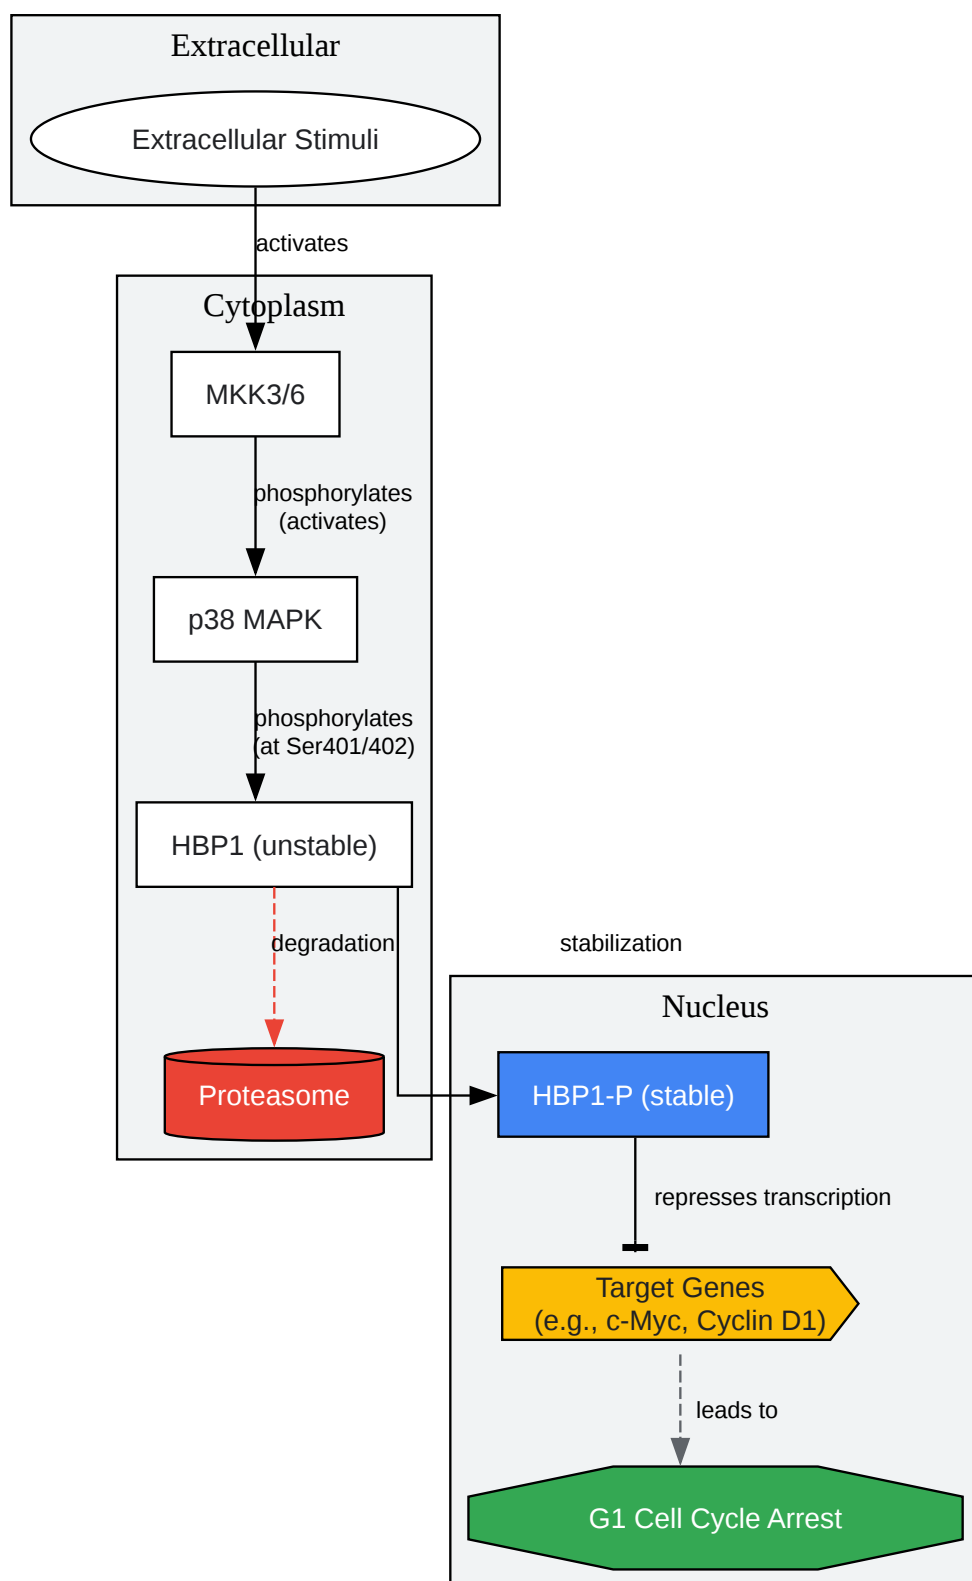 Extracellular
Extracellular Stimuli
activates
Cytoplasm
MKK3/6
phosphorylates
(activates)
p38 MAPK
phosphorylates
(at Ser401/402)
HBP1 (unstable)
degradation
stabilization
Nucleus
Proteasome
HBP1-P (stable)
represses transcription
Target Genes
(e.g., c-Myc, Cyclin D1)
leads to
G1 Cell Cycle Arrest